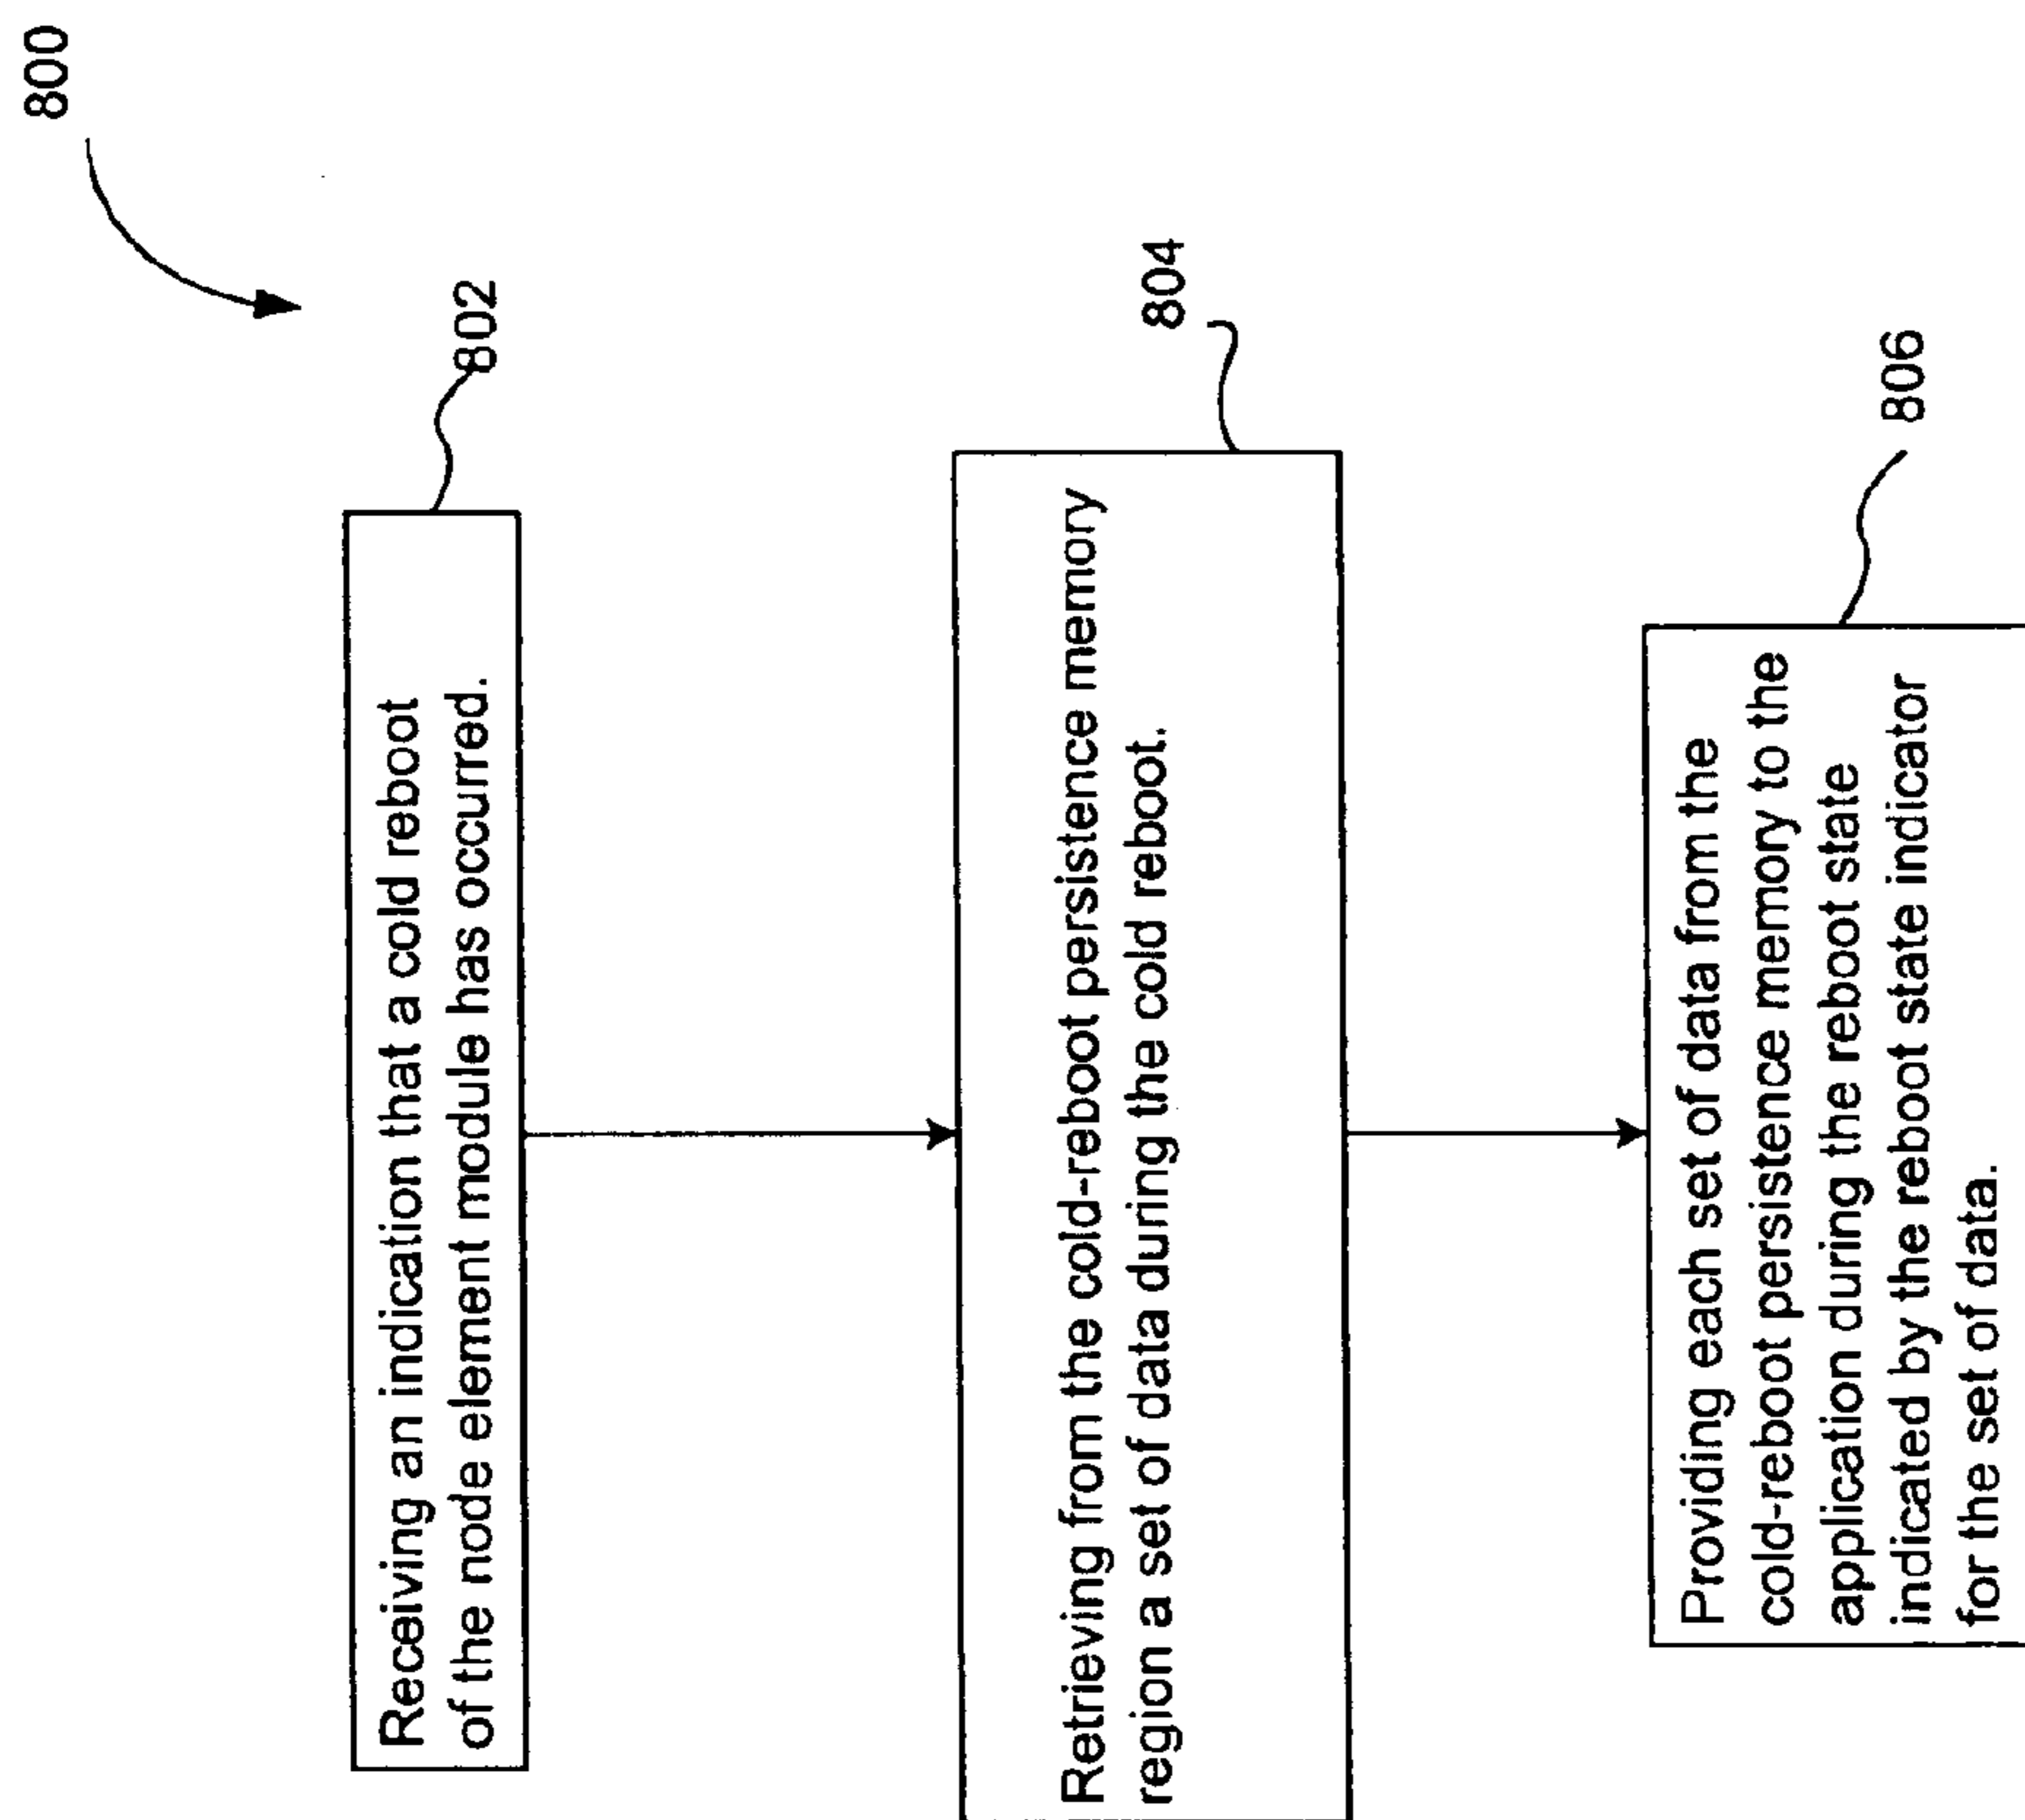 800
802
Receiving an indication that a cold reboot
of the node element module has occurred.
804
Retrieving from the cold-reboot persistence memory
region a set of data during the cold reboot.
806
Providing each set of data from the
cold-reboot persistence memory to the
application during the reboot state
indicated by the reboot state indicator
for the set of data.